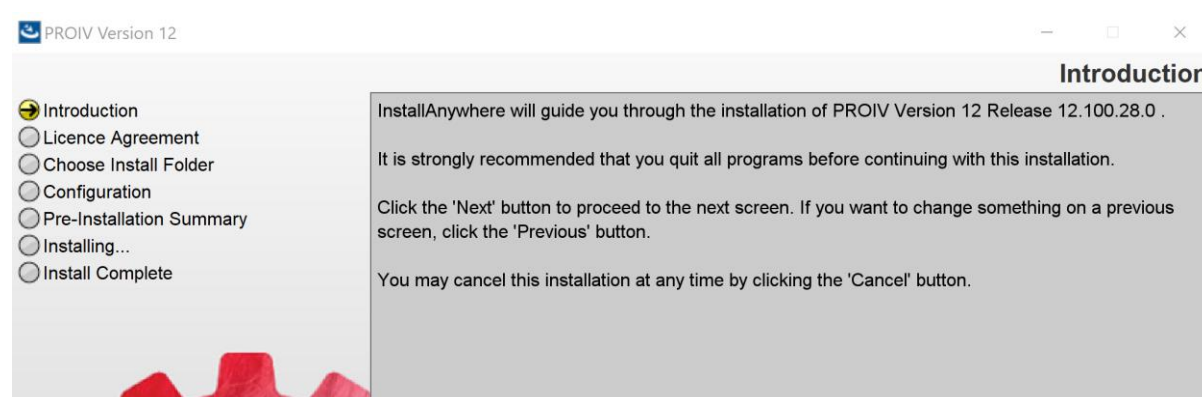 PROIV Version 12
Introduction
Introduction
Licence Agreement
Choose Install Folder
Configuration
Pre-Installation Summary
Installing...
Install Complete
InstallAnywhere will guide you through the installation of PROIV Version 12 Release 12.100.28.0 .
It is strongly recommended that you quit all programs before continuing with this installation.
Click the 'Next' button to proceed to the next screen. If you want to change something on a previous
screen, click the 'Previous' button.
You may cancel this installation at any time by clicking the 'Cancel' button.